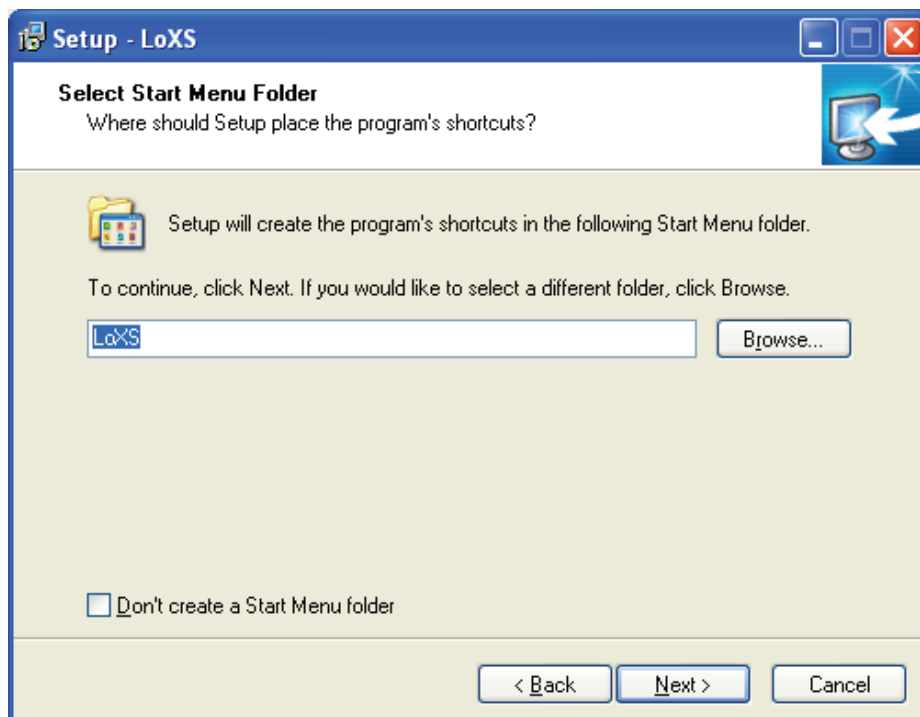 Setup - LoXS
Select Start Menu Folder
Where should Setup place the program's shortcuts?
Setup will create the program's shortcuts in the following Start Menu folder.
To continue, click Next. If you would like to select a different folder, click Browse.
LoXS
Browse...
Don't create a Start Menu folder
< Back
Next >
Cancel